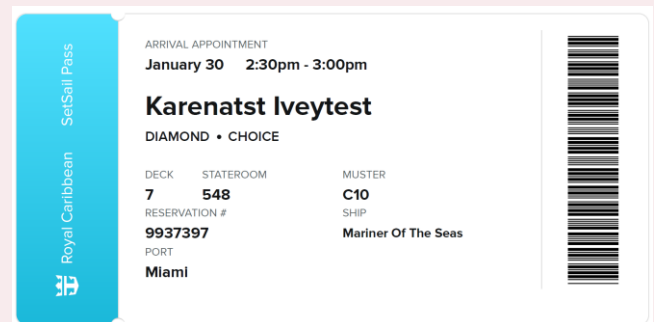 Royal Caribbean SetSail Pass
ARRIVAL APPOINTMENT
January 30 2:30pm - 3:00pm
Karenatst Iveytest
DIAMOND • CHOICE
DECK STATEROOM MUSTER
7 548 C10
RESERVATION # SHIP
9937397 Mariner Of The Seas
PORT
Miami